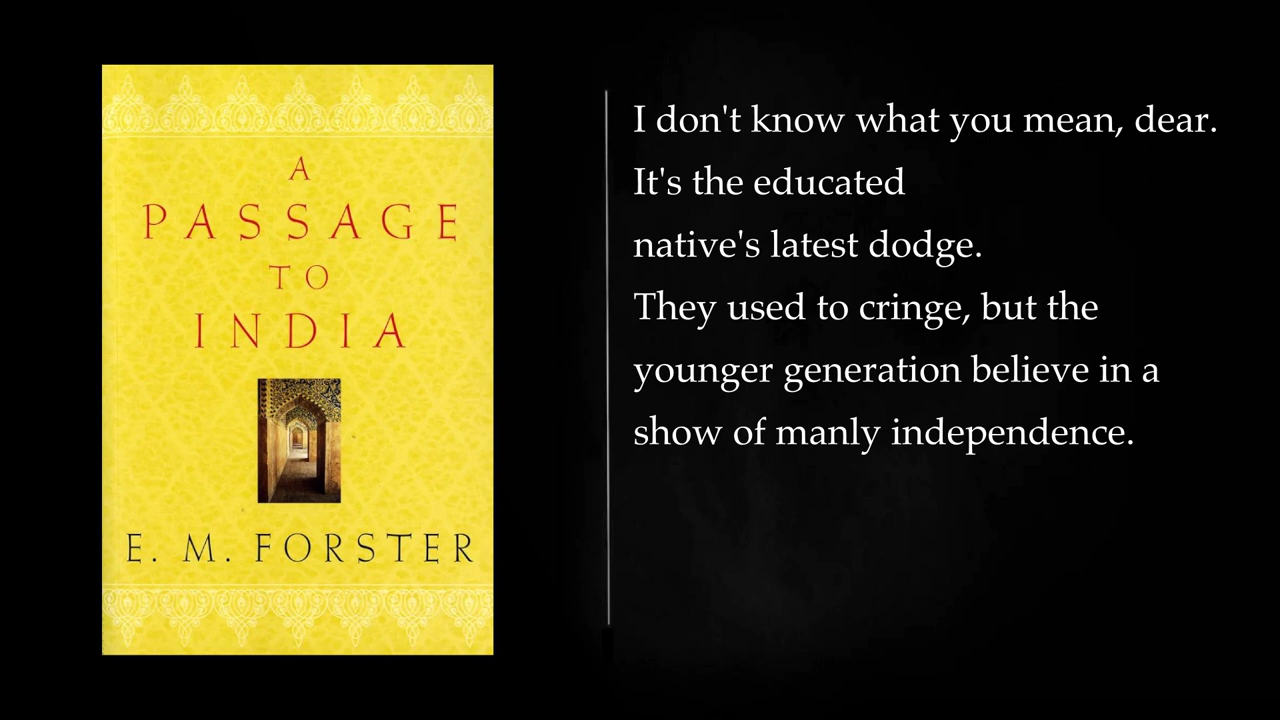 A
PASSAGE
TO
INDIA
E. M. FORSTER
I don't know what you mean, dear.
It's the educated
native's latest dodge.
They used to cringe, but the
younger generation believe in a
show of manly independence.